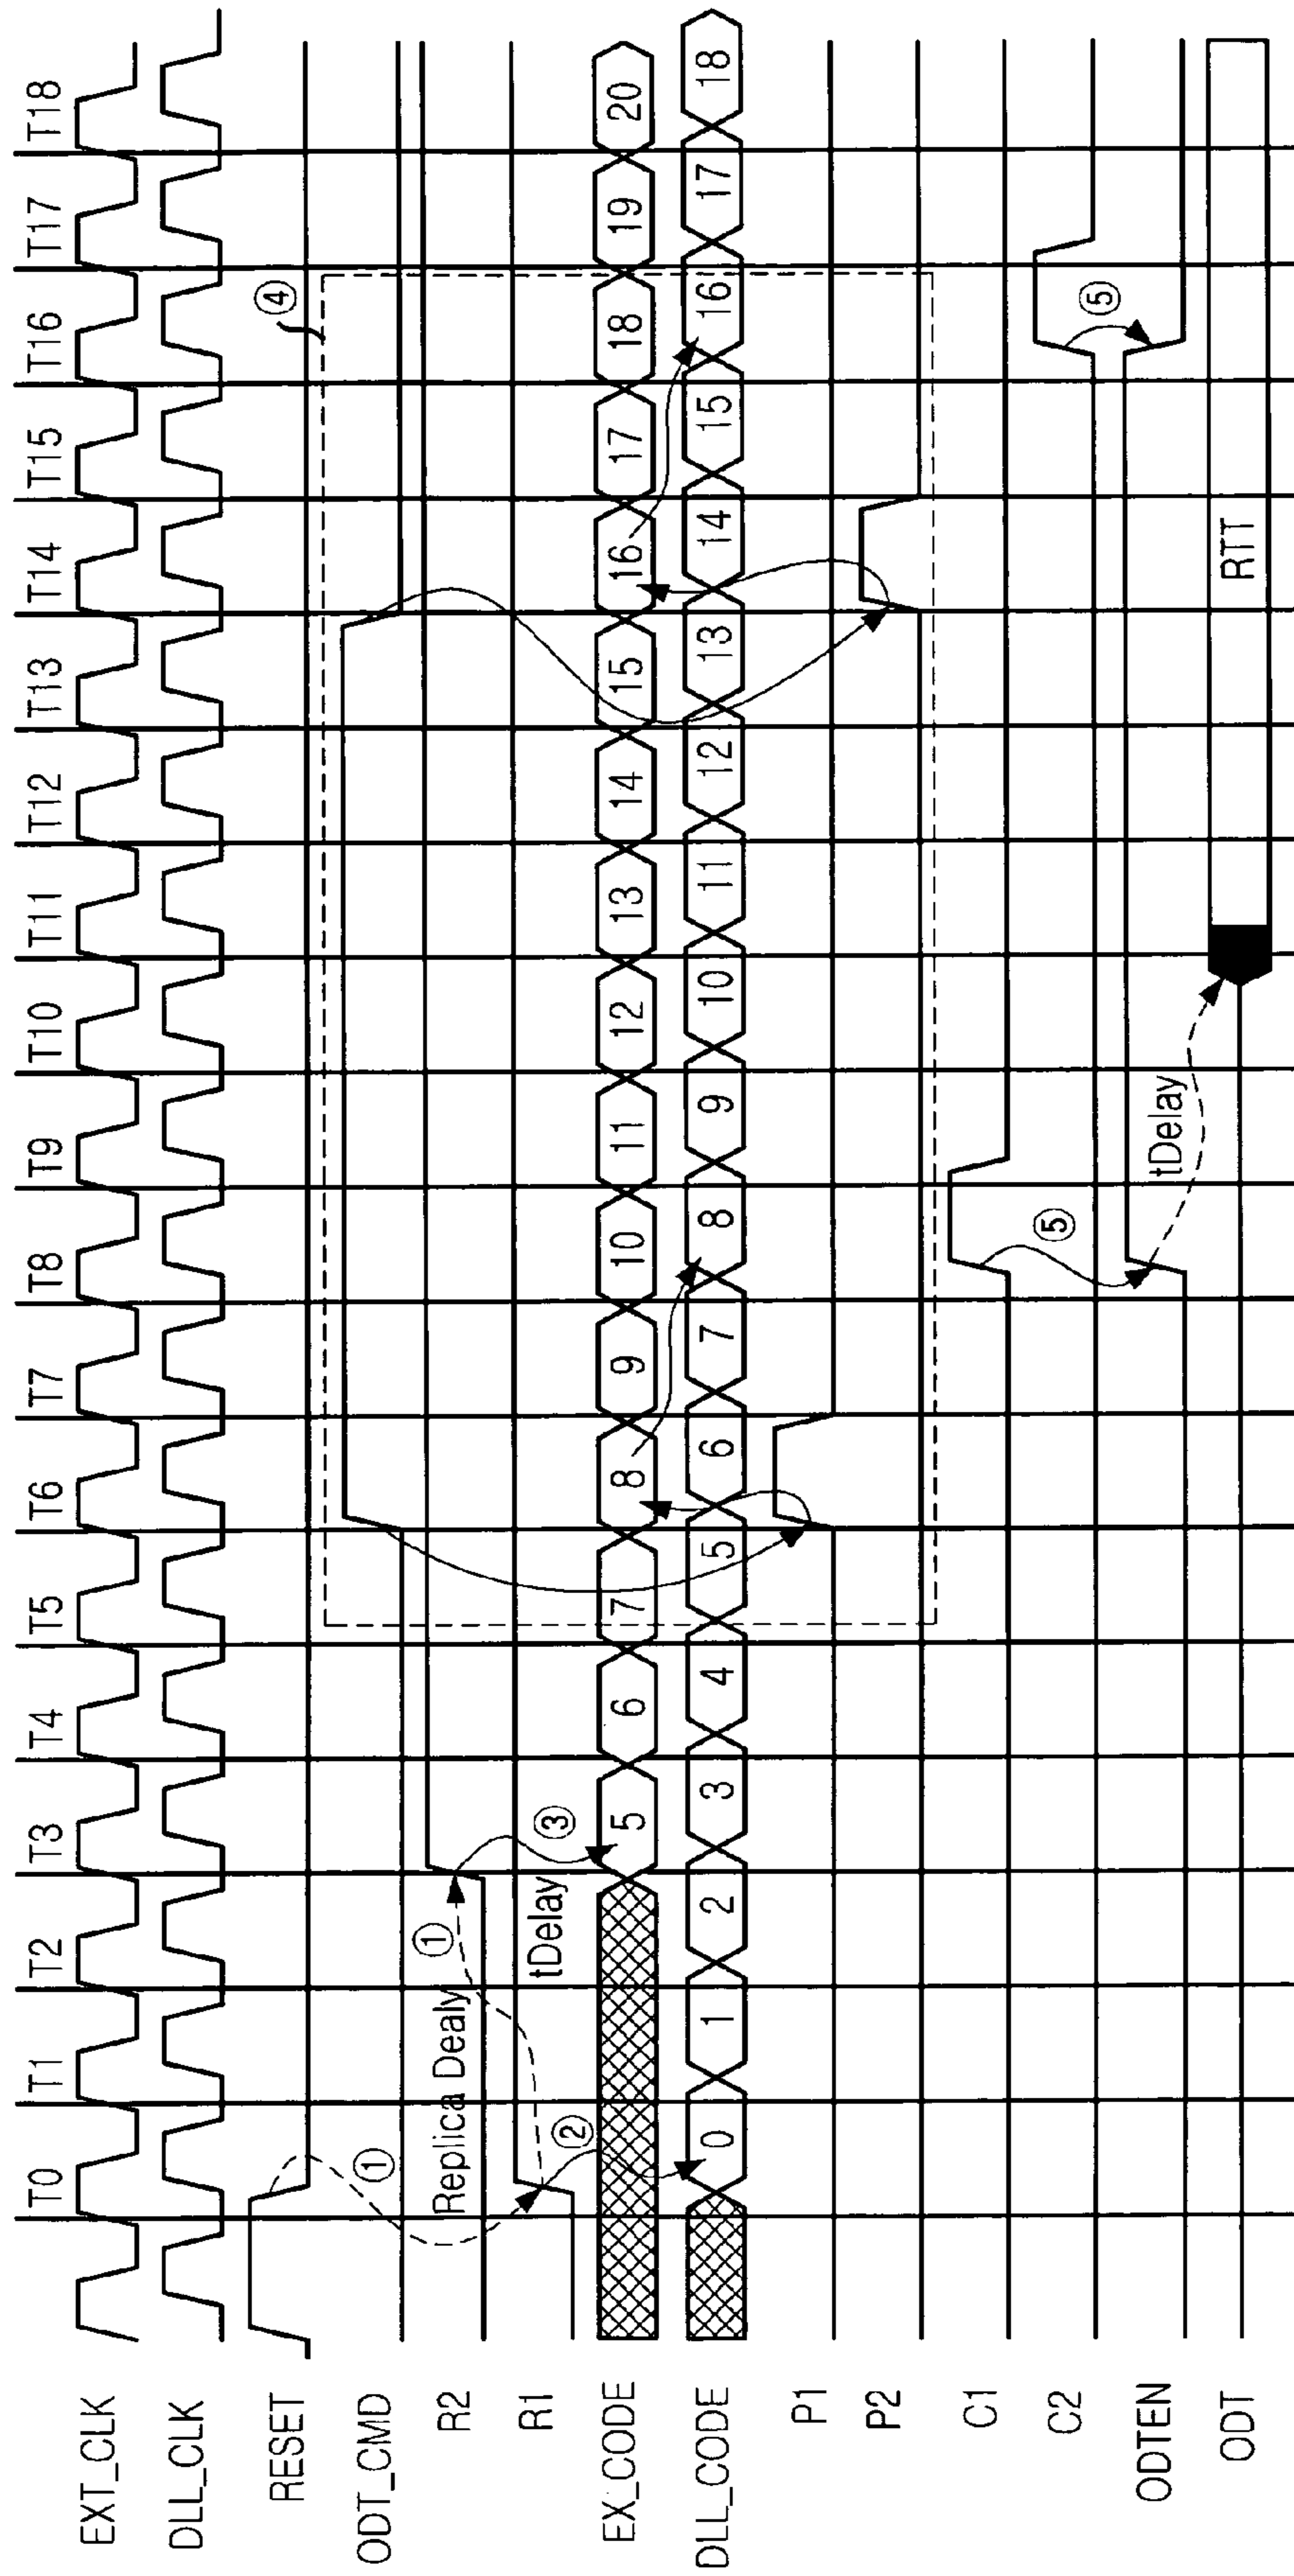 T0 T1 T2 T3 T4 T5 T6 T7 T8 T9 T10 T11 T12 T13 T14 T15 T16 T17 T18
EXT_CLK
DLL_CLK
RESET
④
ODT_CMD
①
①
R2
Replica Dealy
R1
②
tDelay
③
EX_CODE 5 6 7 8 9 10 11 12 13 14 15 16 17 18 19 20
DLL_CODE 0 1 2 3 4 5 6 7 8 9 10 11 12 13 14 15 16 17 18
P1
P2
C1
⑤
C2
⑤
ODTEN
tDelay
ODT
RTT